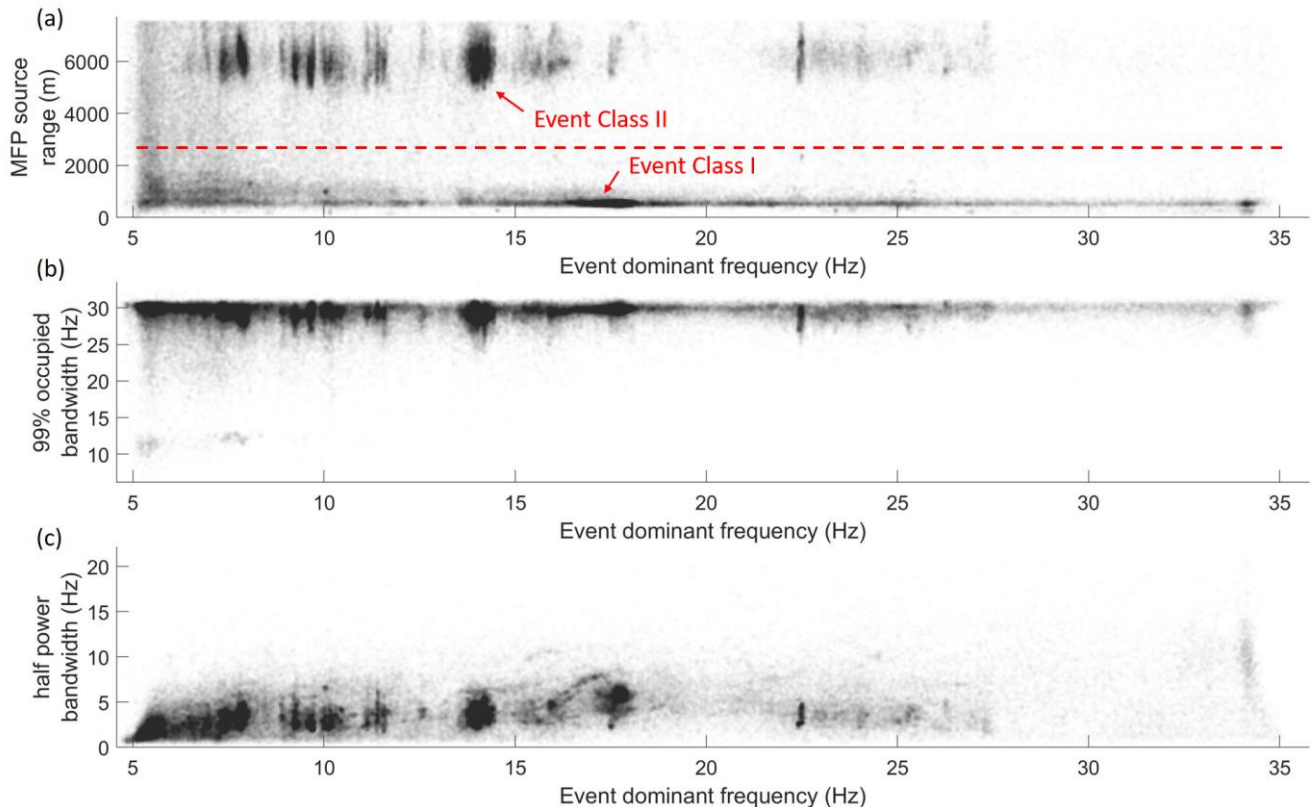 (a)
MFP source
range (m)
6000
4000
2000
0
Event Class II
Event Class I
5 10 15 20 25 30 35
Event dominant frequency (Hz)
(b)
99% occupied
bandwidth (Hz)
30
25
20
15
10
5 10 15 20 25 30 35
Event dominant frequency (Hz)
(c)
half power
bandwidth (Hz)
20
15
10
5
0
5 10 15 20 25 30 35
Event dominant frequency (Hz)